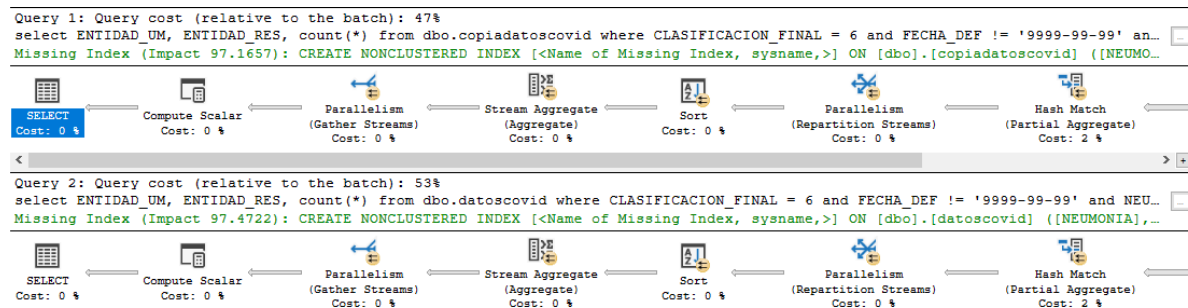 Query 1: Query cost (relative to the batch): 47%
select ENTIDAD_UM, ENTIDAD_RES, count(*) from dbo.copiadatoscovid where CLASIFICACION_FINAL = 6 and FECHA_DEF != '9999-99-99' an…
Missing Index (Impact 97.1657): CREATE NONCLUSTERED INDEX [<Name of Missing Index, sysname,>] ON [dbo].[copiadatoscovid] ([NEUMO…
SELECT
Cost: 0 %
Compute Scalar
Cost: 0 %
Parallelism
(Gather Streams)
Cost: 0 %
Stream Aggregate
(Aggregate)
Cost: 0 %
Sort
Cost: 0 %
Parallelism
(Repartition Streams)
Cost: 0 %
Hash Match
(Partial Aggregate)
Cost: 2 %
Query 2: Query cost (relative to the batch): 53%
select ENTIDAD_UM, ENTIDAD_RES, count(*) from dbo.datoscovid where CLASIFICACION_FINAL = 6 and FECHA_DEF != '9999-99-99' and NEU…
Missing Index (Impact 97.4722): CREATE NONCLUSTERED INDEX [<Name of Missing Index, sysname,>] ON [dbo].[datoscovid] ([NEUMONIA],…
SELECT
Cost: 0 %
Compute Scalar
Cost: 0 %
Parallelism
(Gather Streams)
Cost: 0 %
Stream Aggregate
(Aggregate)
Cost: 0 %
Sort
Cost: 0 %
Parallelism
(Repartition Streams)
Cost: 0 %
Hash Match
(Partial Aggregate)
Cost: 2 %